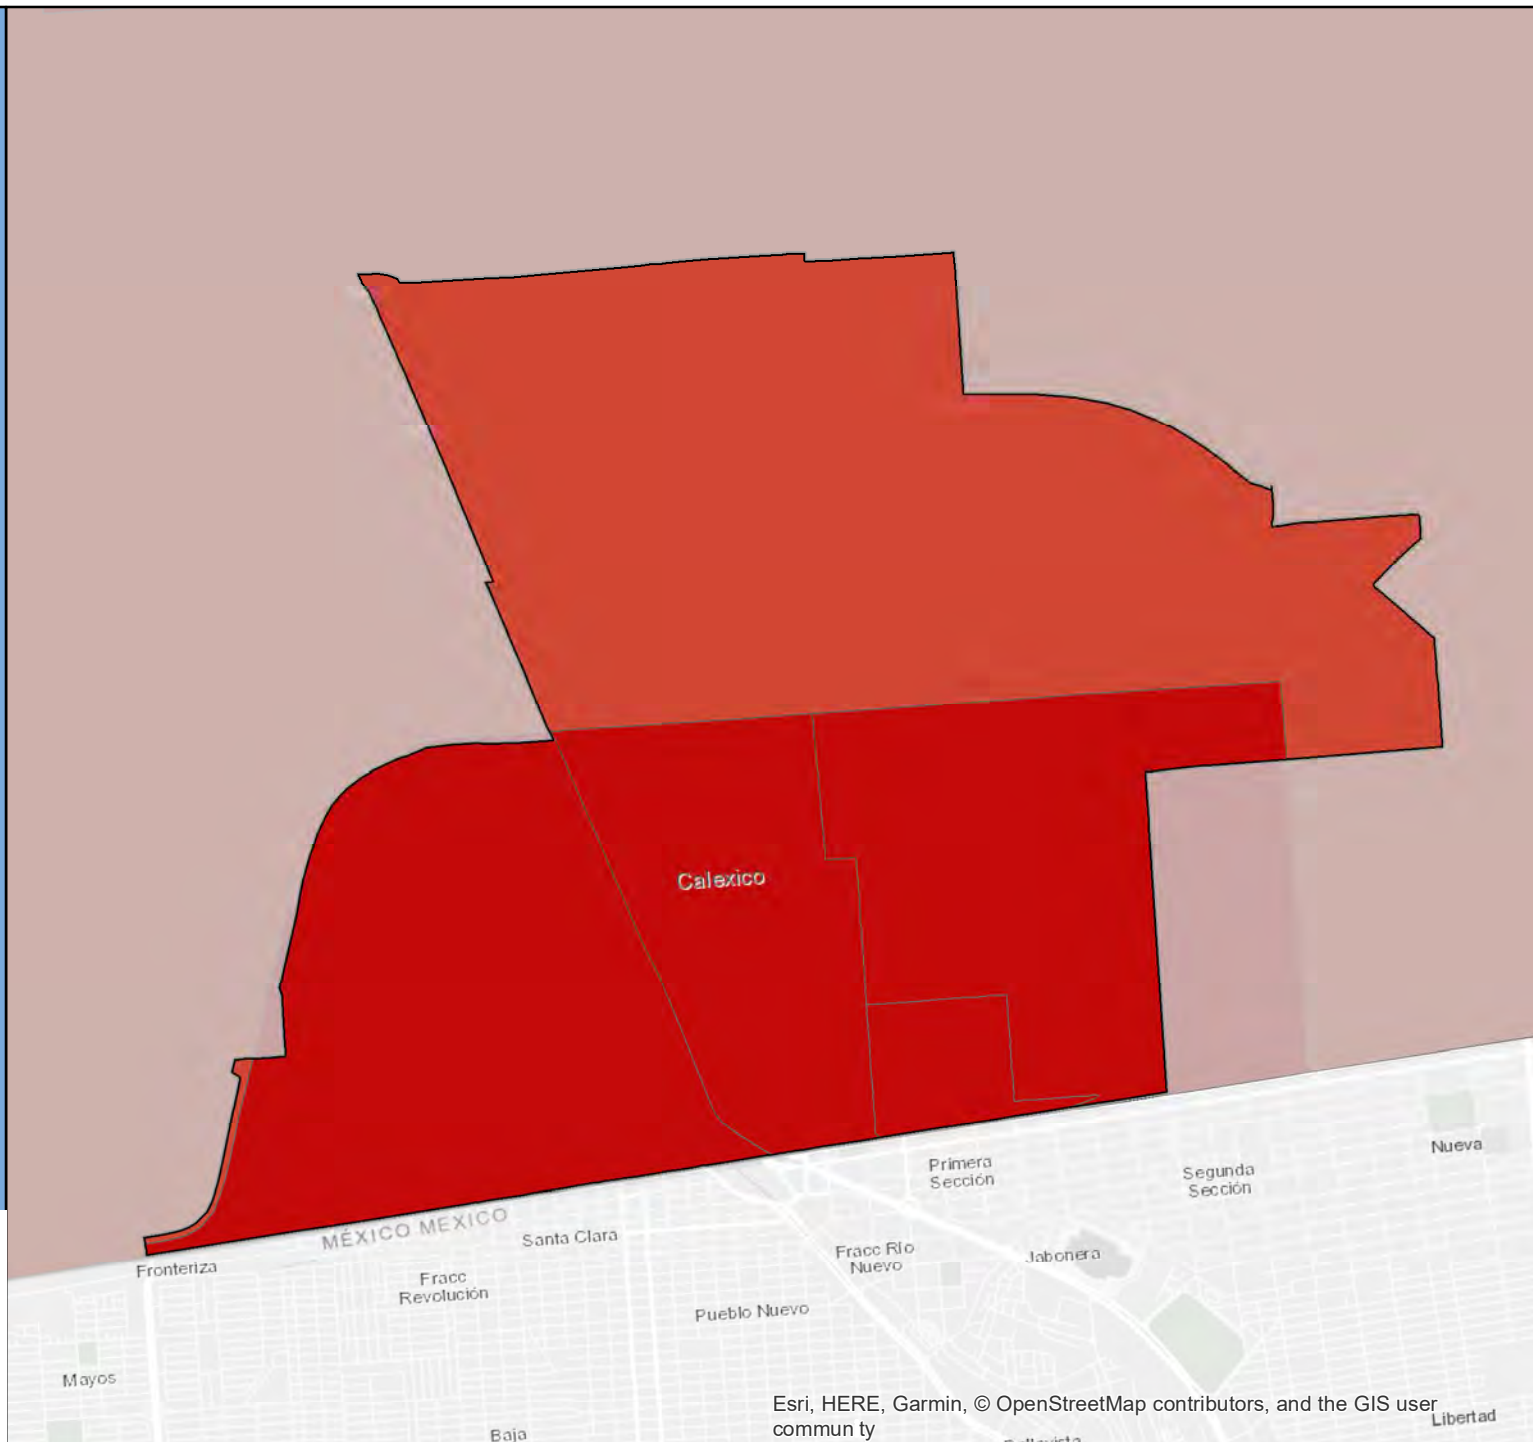 Calexico
Primera
Sección
Segunda
Sección
Nueva
MÉXICO MEXICO
Santa Clara
Fronteriza
Fracc
Revolución
Fracc Río
Nuevo
Jabonera
Pueblo Nuevo
Mayos
Esri, HERE, Garmin, © OpenStreetMap contributors, and the GIS user
commun ty
Libertad
Baja